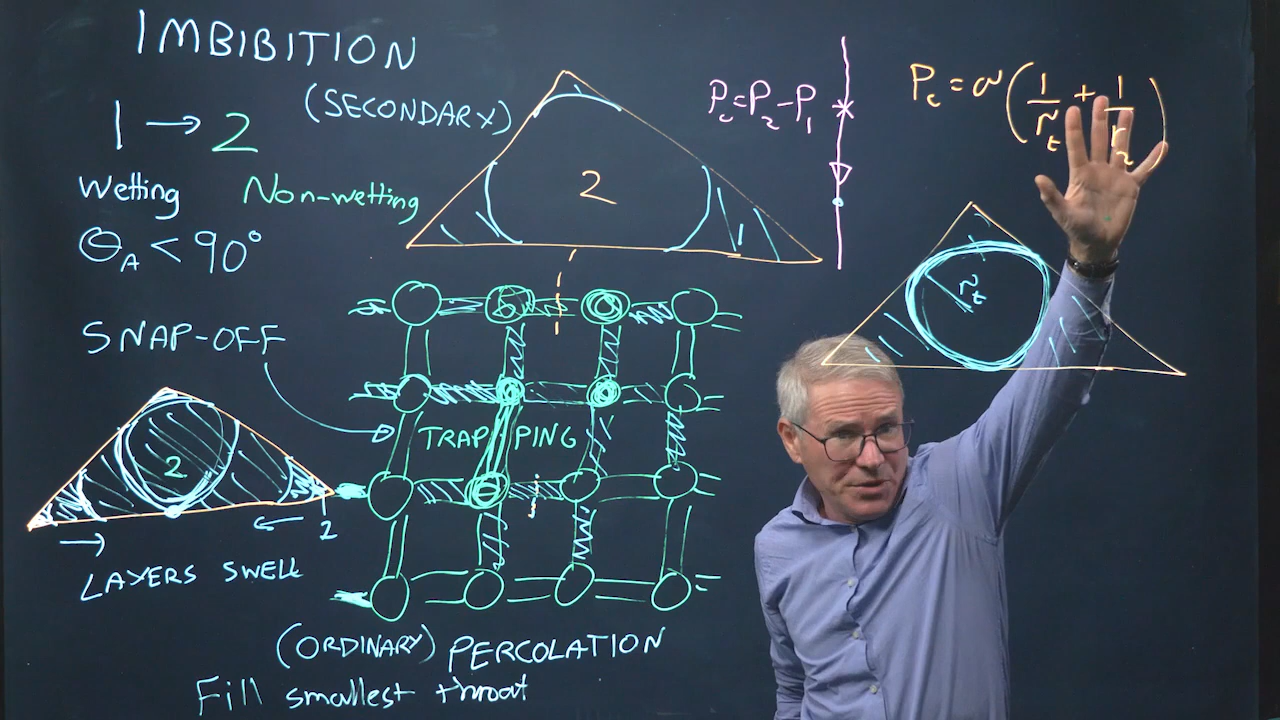 IMBIBITION
(SECONDARY)
1 → 2
Wetting Non-wetting
θA < 90°
SNAP-OFF
2
2
LAYERS SWELL
2
TRAPPING
(ORDINARY) PERCOLATION
Fill smallest throat
Pc = P2 - P1
Pc = σ(1/rt + 1/r2)
rt